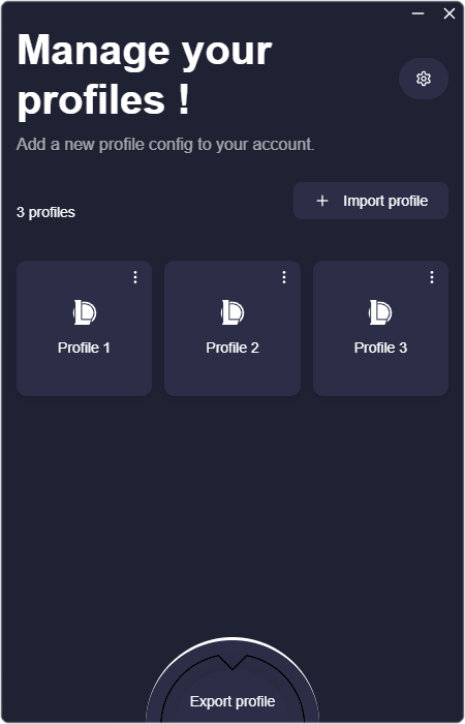 Manage your
profiles !
Add a new profile config to your account.
3 profiles
Import profile
Profile 1
Profile 2
Profile 3
Export profile